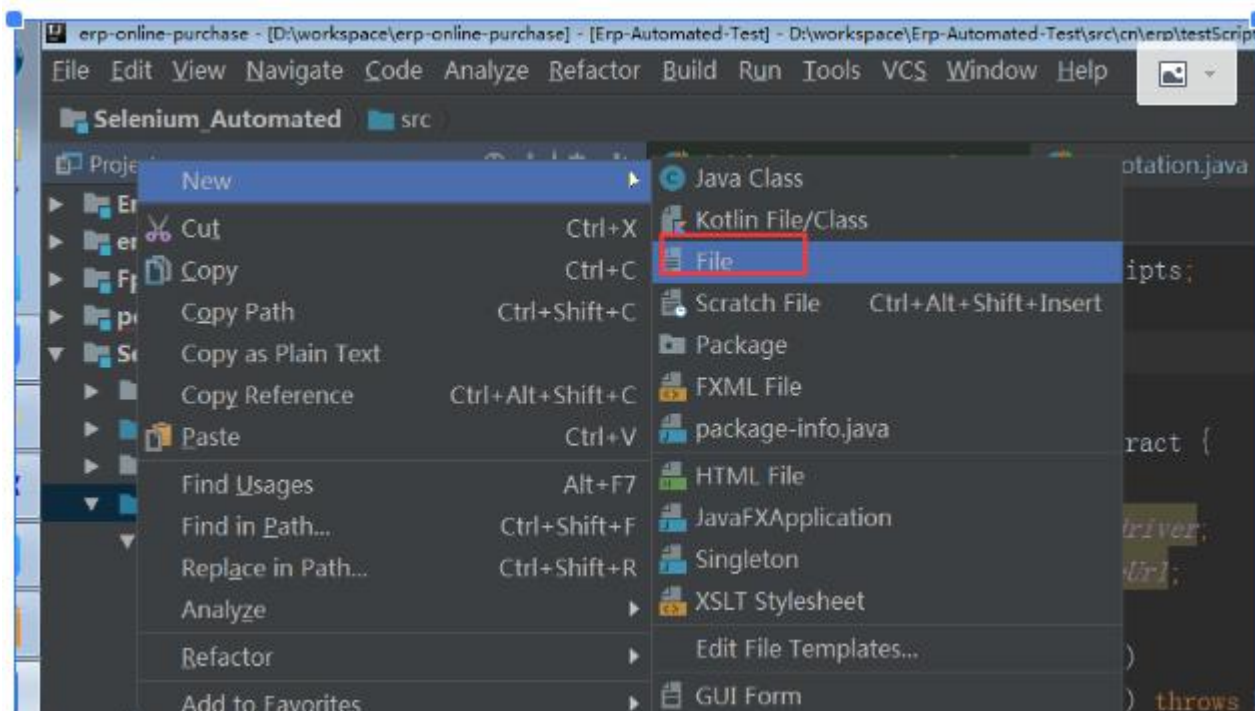 erp-online-purchase - [D:\workspace\erp-online-purchase] - [Erp-Automated-Test] - D:\workspace\Erp-Automated-Test\src\cn\erp\testScript
File Edit View Navigate Code Analyze Refactor Build Run Tools VCS Window Help
Selenium_Automated src
otation.java
New
Cut Ctrl+X
Copy Ctrl+C
Copy Path Ctrl+Shift+C
Copy as Plain Text
Copy Reference Ctrl+Alt+Shift+C
Paste Ctrl+V
Find Usages Alt+F7
Find in Path... Ctrl+Shift+F
Replace in Path... Ctrl+Shift+R
Analyze
Refactor
Add to Favorites
Java Class
Kotlin File/Class
File
Scratch File Ctrl+Alt+Shift+Insert
Package
FXML File
package-info.java
HTML File
JavaFXApplication
Singleton
XSLT Stylesheet
Edit File Templates...
GUI Form
ipts;
ract {
driver;
Url;
)
) throws